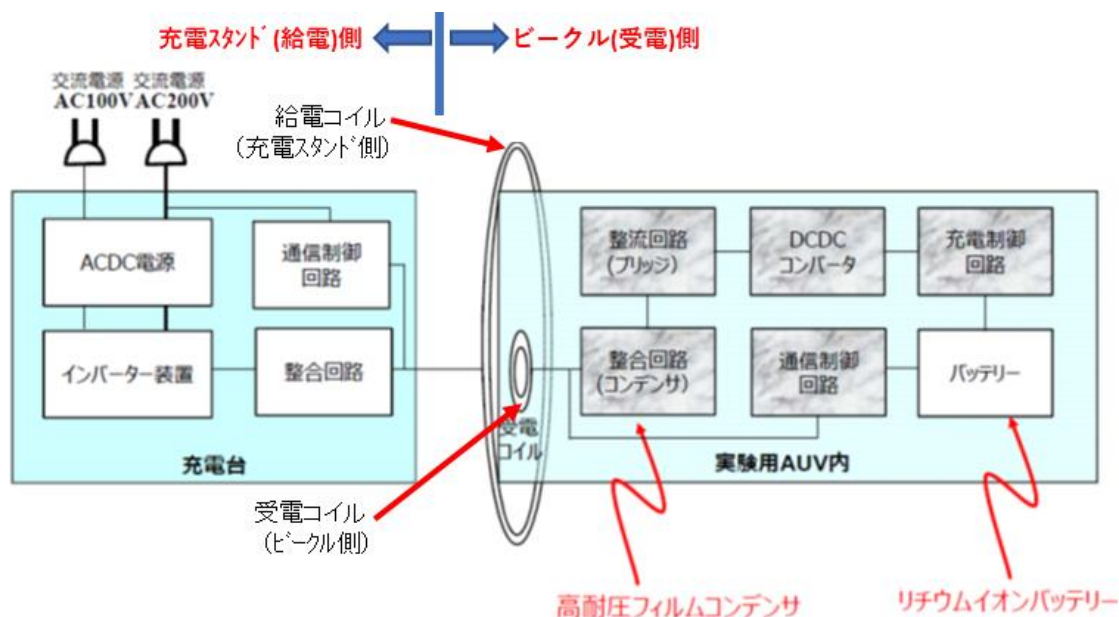 充電ｽﾀﾝﾄﾞ(給電)側
ビークル(受電)側
交流電源 交流電源
AC100V AC200V
給電コイル
(充電ｽﾀﾝﾄﾞ側)
ACDC電源
通信制御
回路
インバーター装置
整合回路
充電台
整流回路
(ブリッジ)
DCDC
コンバータ
充電制御
回路
整合回路
(コンデンサ)
通信制御
回路
バッテリー
受電
コイル
実験用AUV内
受電コイル
(ﾋﾞｰクル側)
高耐圧フィルムコンデンサ
リチウムイオンバッテリー